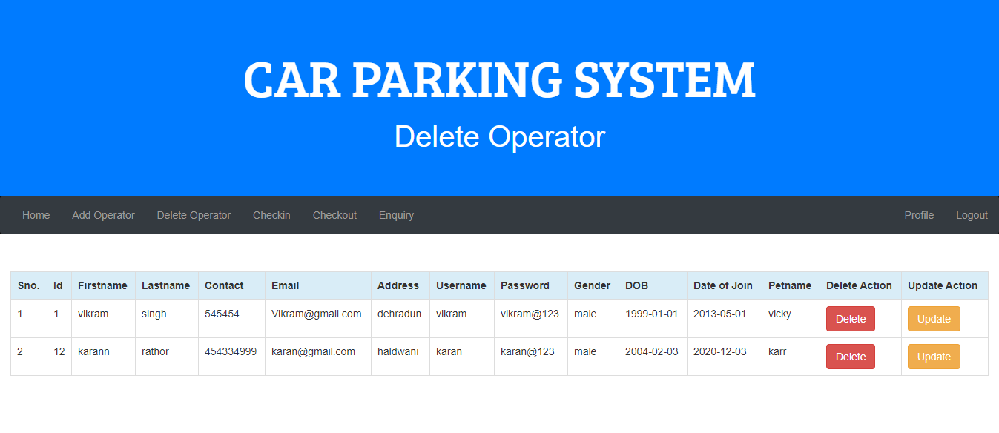 CAR PARKING SYSTEM
Delete Operator
Home Add Operator Delete Operator Checkin Checkout Enquiry Profile Logout
Sno. Id Firstname Lastname Contact Email Address Username Password Gender DOB Date of Join Petname Delete Action Update Action
1 1 vikram singh 545454 Vikram@gmail.com dehradun vikram vikram@123 male 1999-01-01 2013-05-01 vicky Delete Update
2 12 karann rathor 454334999 karan@gmail.com haldwani karan karan@123 male 2004-02-03 2020-12-03 karr Delete Update